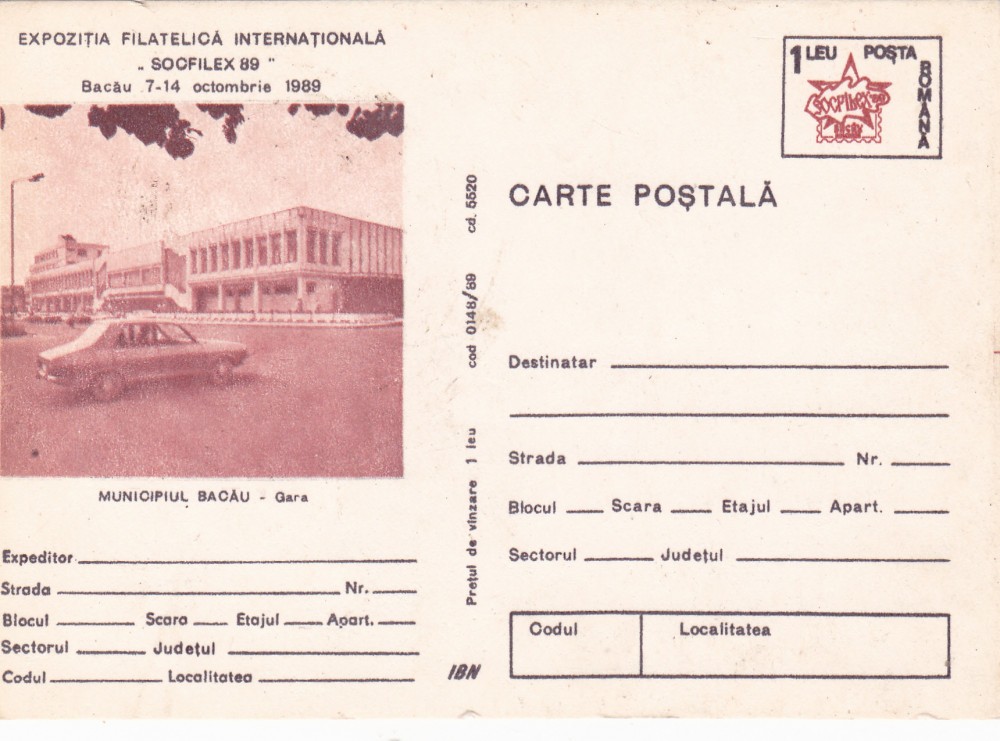 EXPOZIȚIA FILATELICĂ INTERNAȚIONALĂ
„ SOCFILEX 89 "
Bacău 7-14 octombrie 1989
MUNICIPIUL BACĂU - Gara
Expeditor
Strada Nr.
Blocul Scara Etajul Apart.
Sectorul Județul
Codul Localitatea
Prețul de vînzare 1 leu cod 0148/89 cd. 5520
IBN
1 LEU POȘTA ROMÂNA
SOCFILEX
CARTE POȘTALĂ
Destinatar
Strada Nr.
Blocul Scara Etajul Apart.
Sectorul Județul
Codul Localitatea